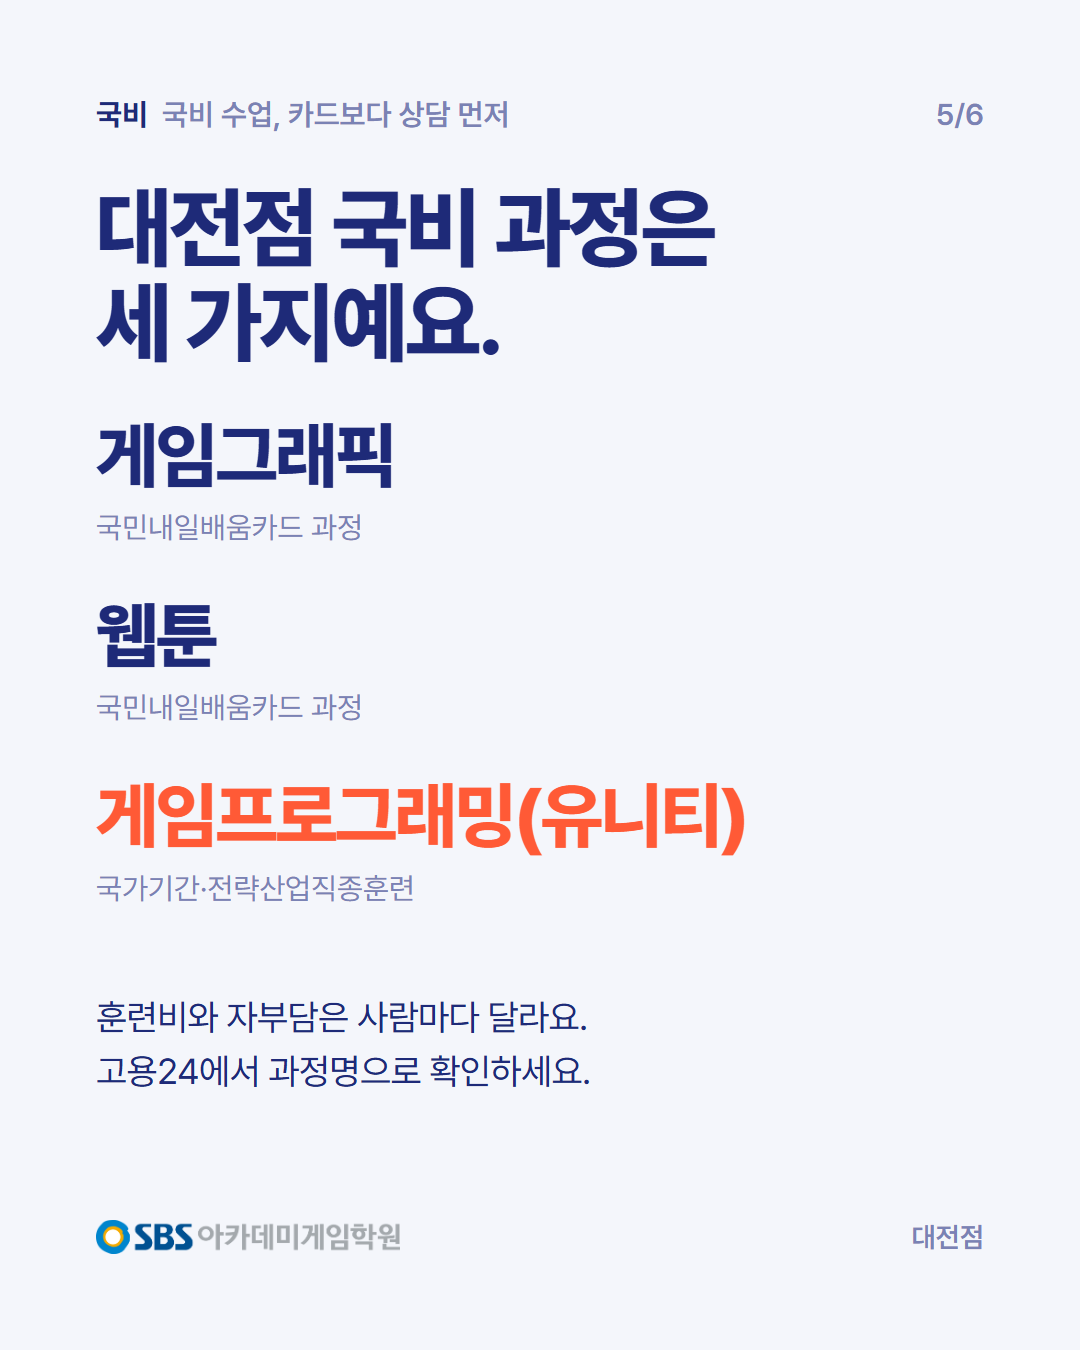 국비 국비 수업, 카드보다 상담 먼저
5/6
대전점 국비 과정은
세 가지예요.
게임그래픽
국민내일배움카드 과정
웹툰
국민내일배움카드 과정
게임프로그래밍(유니티)
국가기간·전략산업직종훈련
훈련비와 자부담은 사람마다 달라요.
고용24에서 과정명으로 확인하세요.
SBS 아카데미게임학원
대전점